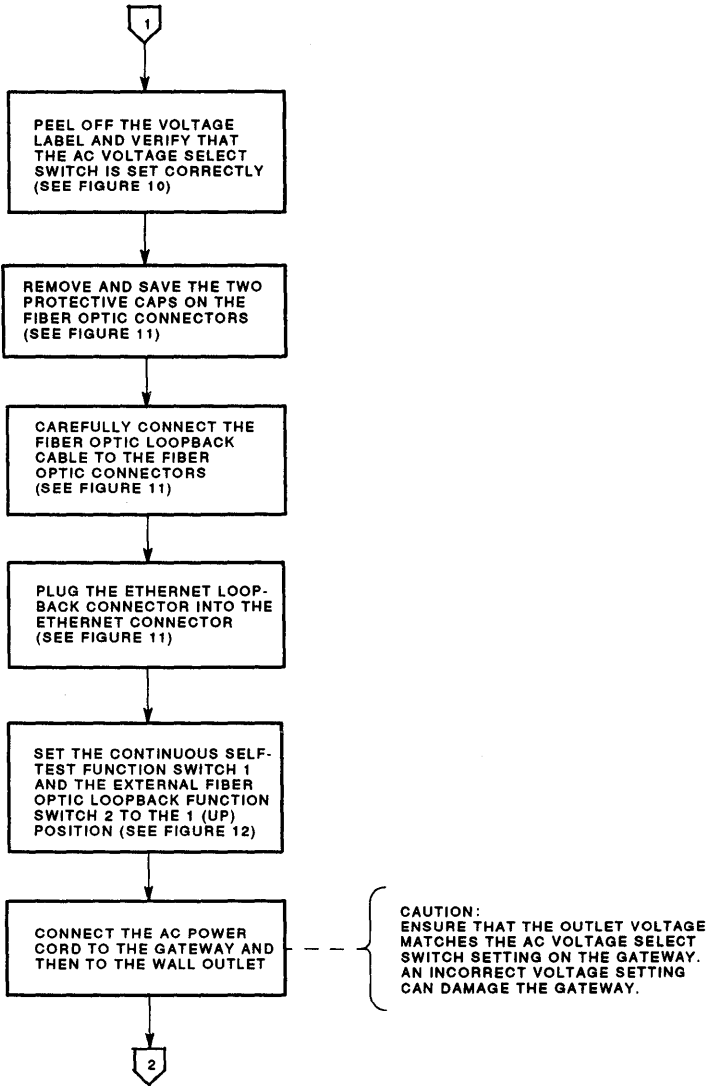 1
PEEL OFF THE VOLTAGE
LABEL AND VERIFY THAT
THE AC VOLTAGE SELECT
SWITCH IS SET CORRECTLY
(SEE FIGURE 10)
REMOVE AND SAVE THE TWO
PROTECTIVE CAPS ON THE
FIBER OPTIC CONNECTORS
(SEE FIGURE 11)
CAREFULLY CONNECT THE
FIBER OPTIC LOOPBACK
CABLE TO THE FIBER
OPTIC CONNECTORS
(SEE FIGURE 11)
PLUG THE ETHERNET LOOP-
BACK CONNECTOR INTO THE
ETHERNET CONNECTOR
(SEE FIGURE 11)
SET THE CONTINUOUS SELF-
TEST FUNCTION SWITCH 1
AND THE EXTERNAL FIBER
OPTIC LOOPBACK FUNCTION
SWITCH 2 TO THE 1 (UP)
POSITION (SEE FIGURE 12)
CONNECT THE AC POWER
CORD TO THE GATEWAY AND
THEN TO THE WALL OUTLET
CAUTION:
ENSURE THAT THE OUTLET VOLTAGE
MATCHES THE AC VOLTAGE SELECT
SWITCH SETTING ON THE GATEWAY.
AN INCORRECT VOLTAGE SETTING
CAN DAMAGE THE GATEWAY.
2